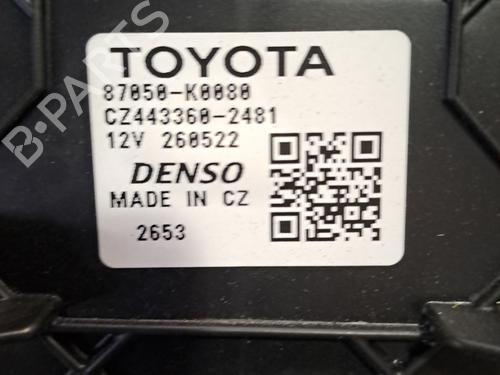 B-PARTS
TOYOTA
87050-K0080
CZ443360-2481
12V 260522
DENSO
MADE IN CZ
2653